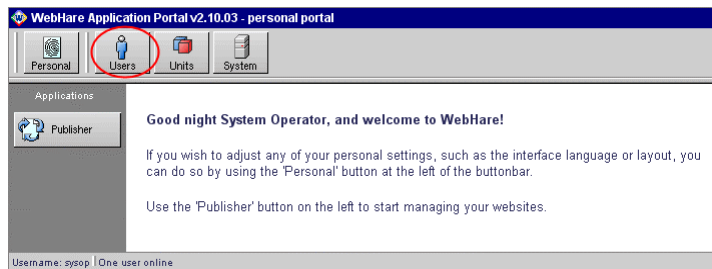 WebHare Application Portal v2.10.03 - personal portal
Personal Users Units System
Applications
Publisher
Good night System Operator, and welcome to WebHare!
If you wish to adjust any of your personal settings, such as the interface language or layout, you
can do so by using the 'Personal' button at the left of the buttonbar.
Use the 'Publisher' button on the left to start managing your websites.
Username: sysop One user online